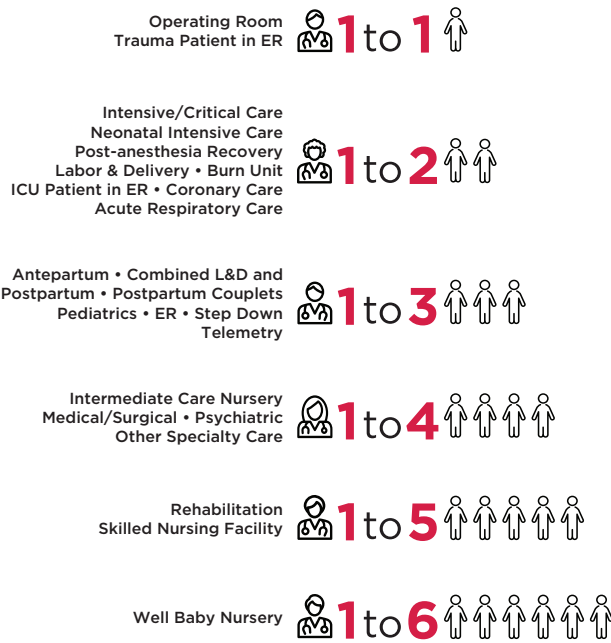 Operating Room
Trauma Patient in ER
1 to 1
Intensive/Critical Care
Neonatal Intensive Care
Post-anesthesia Recovery
Labor & Delivery • Burn Unit
ICU Patient in ER • Coronary Care
Acute Respiratory Care
1 to 2
Antepartum • Combined L&D and
Postpartum • Postpartum Couplets
Pediatrics • ER • Step Down
Telemetry
1 to 3
Intermediate Care Nursery
Medical/Surgical • Psychiatric
Other Specialty Care
1 to 4
Rehabilitation
Skilled Nursing Facility
1 to 5
Well Baby Nursery
1 to 6